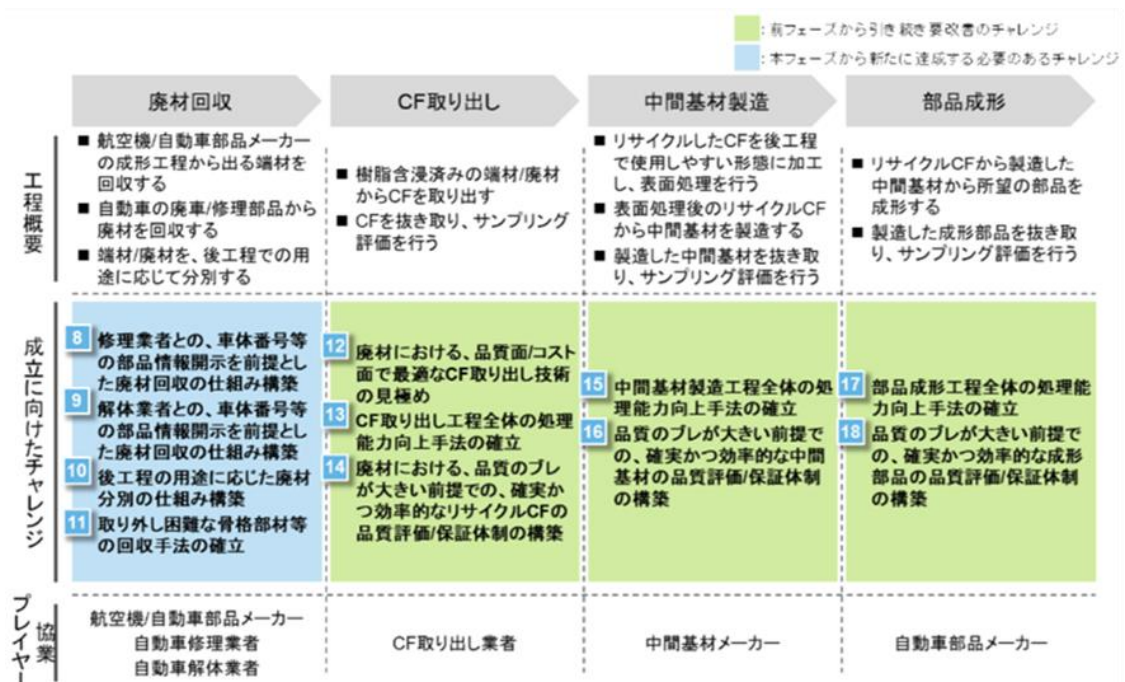 ：前フェーズから引き続き要改善のチャレンジ
：本フェーズから新たに達成する必要のあるチャレンジ
廃材回収
CF取り出し
中間基材製造
部品成形
工程概要
■ 航空機/自動車部品メーカー
の成形工程から出る端材を
回収する
■ 自動車の廃車/修理部品から
廃材を回収する
■ 端材/廃材を、後工程での用
途に応じて分別する
■ 樹脂含浸済みの端材/廃材
からCFを取り出す
■ CFを抜き取り、サンプリング
評価を行う
■ リサイクルしたCFを後工程
で使用しやすい形態に加工
し、表面処理を行う
■ 表面処理後のリサイクルCF
から中間基材を製造する
■ 製造した中間基材を抜き取
り、サンプリング評価を行う
■ リサイクルCFから製造した
中間基材から所望の部品を
成形する
■ 製造した成形部品を抜き取
り、サンプリング評価を行う
成立に向けたチャレンジ
8 修理業者との、車体番号等
の部品情報開示を前提とし
た廃材回収の仕組み構築
9 解体業者との、車体番号等
の部品情報開示を前提とし
た廃材回収の仕組み構築
10 後工程の用途に応じた廃材
分別の仕組み構築
11 取り外し困難な骨格部材等
の回収手法の確立
12 廃材における、品質面/コスト
面で最適なCF取り出し技術
の見極め
13 CF取り出し工程全体の処理
能力向上手法の確立
14 廃材における、品質のブレ
が大きい前提での、確実か
つ効率的なリサイクルCFの
品質評価/保証体制の構築
15 中間基材製造工程全体の処
理能力向上手法の確立
16 品質のブレが大きい前提で
の、確実かつ効率的な中間
基材の品質評価/保証体制
の構築
17 部品成形工程全体の処理能
力向上手法の確立
18 品質のブレが大きい前提で
の、確実かつ効率的な成形
部品の品質評価/保証体制
の構築
協業
プレイヤー
航空機/自動車部品メーカー
自動車修理業者
自動車解体業者
CF取り出し業者
中間基材メーカー
自動車部品メーカー